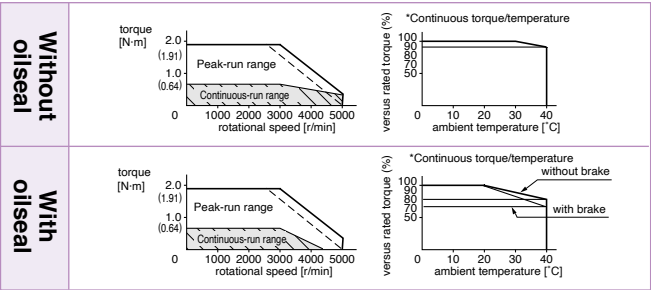 Without
oilseal
torque
[N·m]
2.0
(1.91)
1.0
(0.64)
Peak-run range
Continuous-run range
0 1000 2000 3000 4000 5000
rotational speed [r/min]
*Continuous torque/temperature
versus rated torque (%)
100
90
80
70
50
0 10 20 30 40
ambient temperature [˚C]
With
oilseal
torque
[N·m]
2.0
(1.91)
1.0
(0.64)
Peak-run range
Continuous-run range
0 1000 2000 3000 4000 5000
rotational speed [r/min]
*Continuous torque/temperature
without brake
versus rated torque (%)
100
90
80
70
50
with brake
0 10 20 30 40
ambient temperature [˚C]